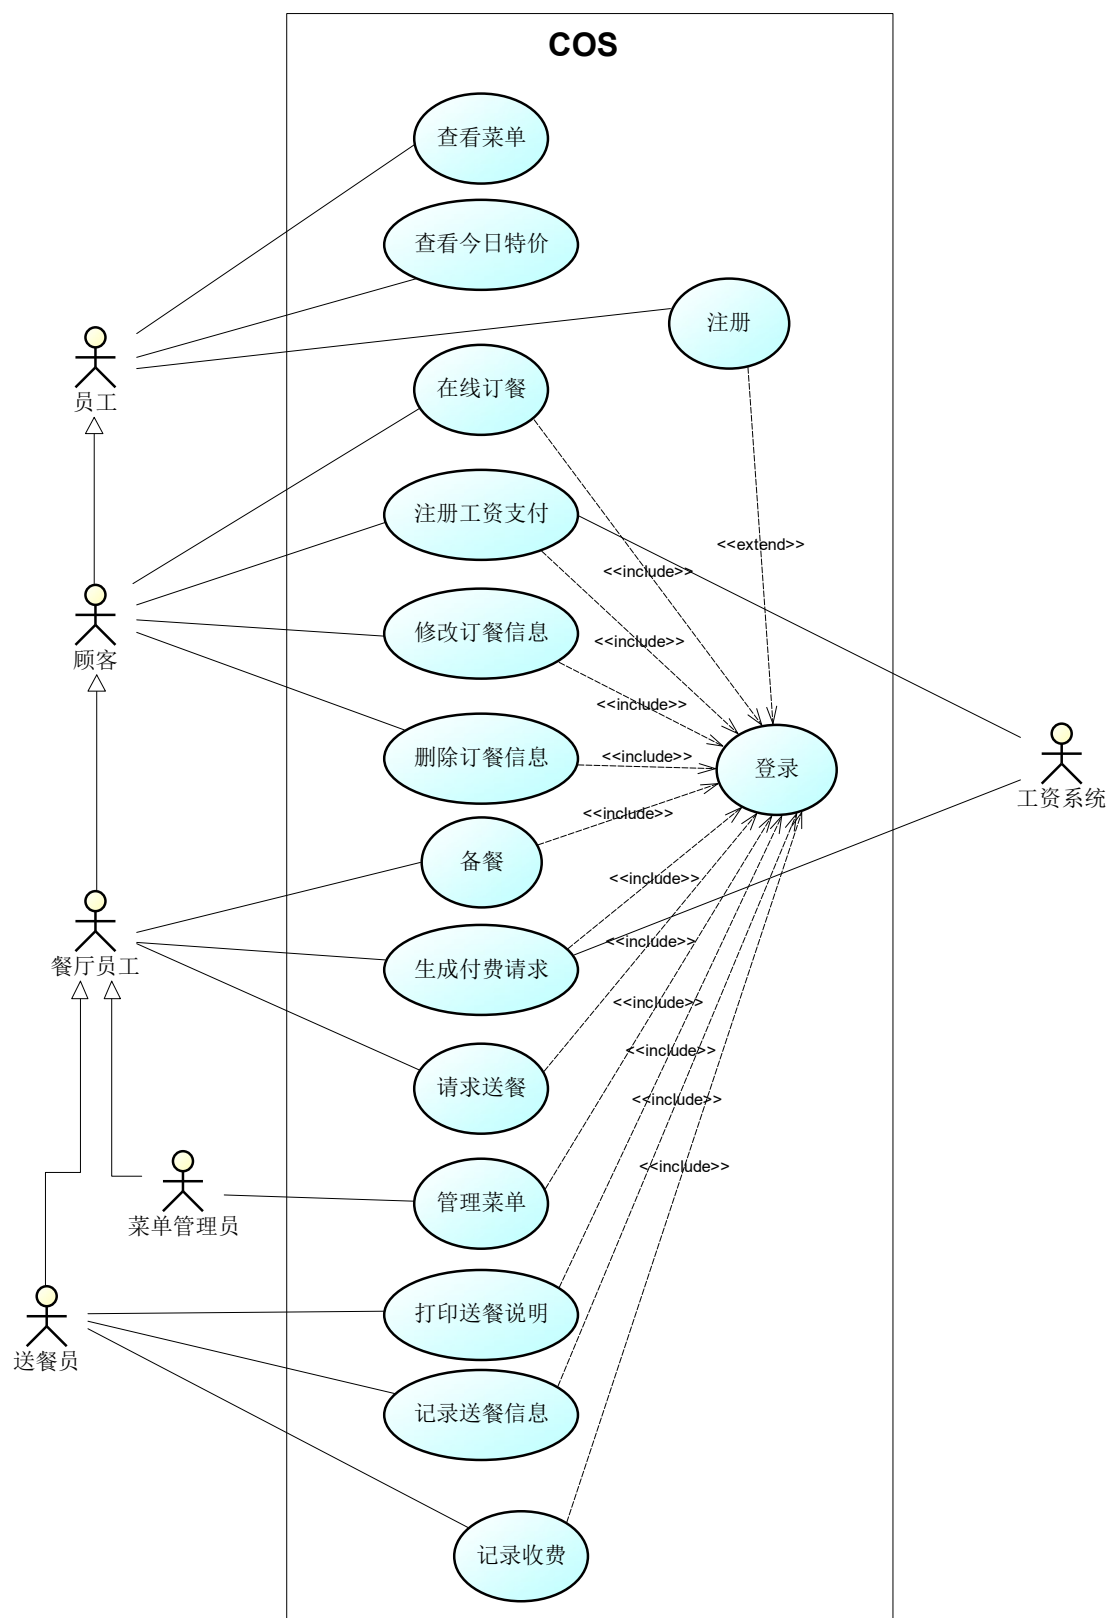 COS
查看菜单
查看今日特价
注册
员工
在线订餐
注册工资支付
<<extend>>
<<include>>
顾客
修改订餐信息
<<include>>
<<include>>
删除订餐信息
<<include>>
登录
工资系统
<<include>>
备餐
<<include>>
餐厅员工
生成付费请求
<<include>>
<<include>>
<<include>>
请求送餐
<<include>>
<<include>>
管理菜单
菜单管理员
打印送餐说明
送餐员
记录送餐信息
记录收费